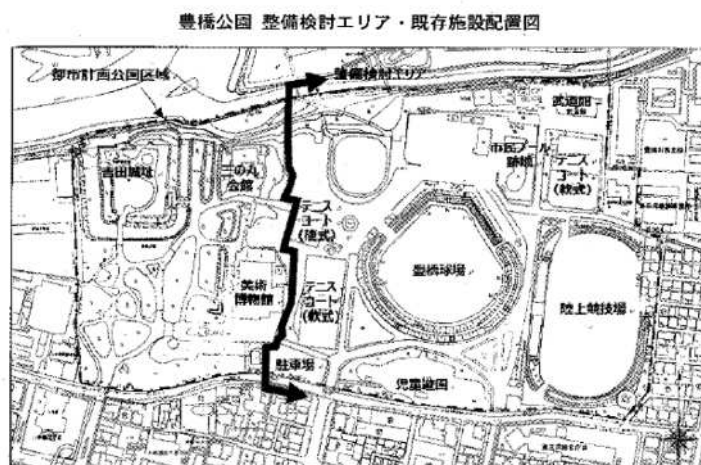 豊橋公園 整備検討エリア・既存施設配置図
都市計画公園区域
整備検討エリア
武道館
吉田城址
二の丸
会館
市民プール
跡地
テニス
コート
(軟式)
テニス
コート
(硬式)
豊橋球場
美術
博物館
テニス
コート
(軟式)
陸上競技場
駐車場
児童遊園